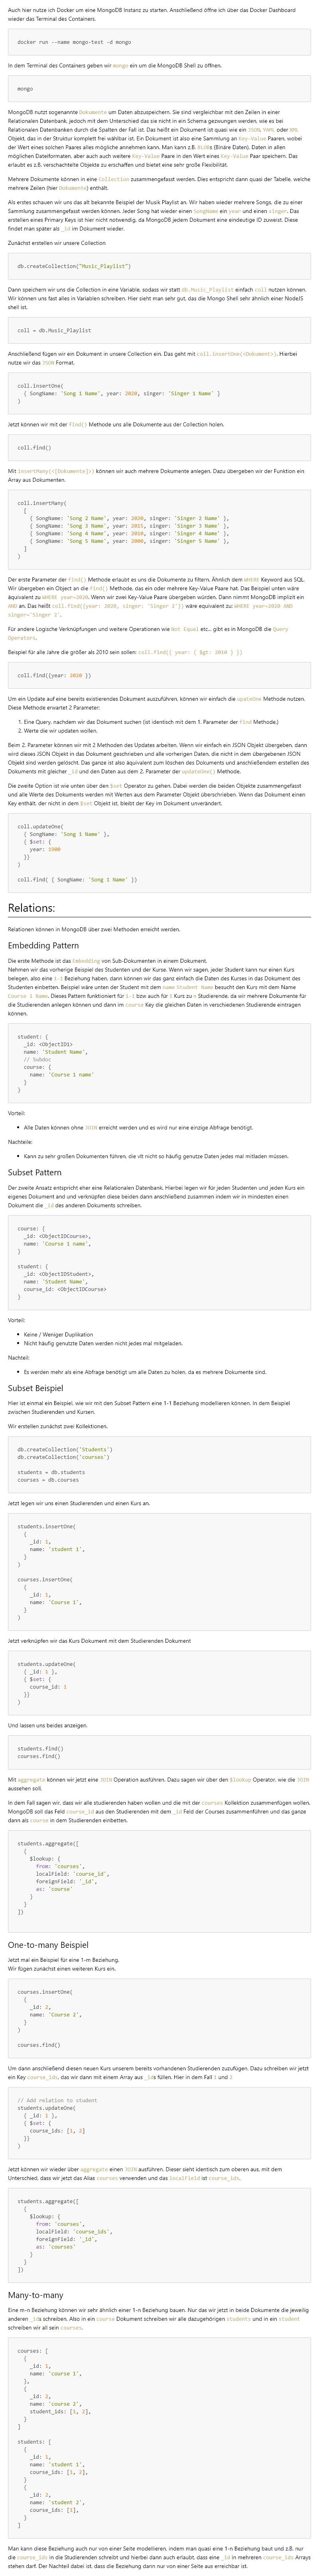 Auch hier nutze ich Docker um eine MongoDB Instanz zu starten. Anschließend öffne ich über das Docker Dashboard
wieder das Terminal des Containers.
docker run --name mongo-test -d mongo
In dem Terminal des Containers geben wir mongo ein um die MongoDB Shell zu öffnen.
mongo
MongoDB nutzt sogenannte Dokumente um Daten abzuspeichern. Sie sind vergleichbar mit den Zeilen in einer
Relationalen Datenbank, jedoch mit dem Unterschied das sie nicht in ein Schema gezwungen werden, wie es bei
Relationalen Datenbanken durch die Spalten der Fall ist. Das heißt ein Dokument ist quasi wie ein JSON, YAML oder XML
Objekt, das in der Struktur komplett frei wählbar ist. Ein Dokument ist also eine Sammlung an Key-Value Paaren, wobei
der Wert eines solchen Paares alles mögliche annehmen kann. Man kann z.B. BLOBs (Binäre Daten), Daten in allen
möglichen Dateiformaten, aber auch auch weitere Key-Value Paare in den Wert eines Key-Value Paar speichern. Das
erlaubt es z.B. verschachtelte Objekte zu erschaffen und bietet eine sehr große Flexibilität.
Mehrere Dokumente können in eine Collection zusammengefasst werden. Dies entspricht dann quasi der Tabelle, welche
mehrere Zeilen (hier Dokumente) enthält.
Als erstes schauen wir uns das alt bekannte Beispiel der Musik Playlist an. Wir haben wieder mehrere Songs, die zu einer
Sammlung zusammengefasst werden können. Jeder Song hat wieder einen SongName ein year und einen singer. Das
erstellen eines Primary Keys ist hier nicht notwendig, da MongoDB jedem Dokument eine eindeutige ID zuweist. Diese
findet man später als _id im Dokument wieder.
Zunächst erstellen wir unsere Collection
db.createCollection("Music_Playlist")
Dann speichern wir uns die Collection in eine Variable, sodass wir statt db.Music_Playlist einfach coll nutzen können.
Wir können uns fast alles in Variablen schreiben. Hier sieht man sehr gut, das die Mongo Shell sehr ähnlich einer NodeJS
shell ist.
coll = db.Music_Playlist
Anschließend fügen wir ein Dokument in unsere Collection ein. Das geht mit coll.insertOne(<Dokument>). Hierbei
nutze wir das JSON Format.
coll.insertOne(
{ SongName: 'Song 1 Name', year: 2020, singer: 'Singer 1 Name' }
)
Jetzt können wir mit der find() Methode uns alle Dokumente aus der Collection holen.
coll.find()
Mit insertMany(<[Dokumente]>) können wir auch mehrere Dokumente anlegen. Dazu übergeben wir der Funktion ein
Array aus Dokumenten.
coll.insertMany(
[
{ SongName: 'Song 2 Name', year: 2020, singer: 'Singer 2 Name' },
{ SongName: 'Song 3 Name', year: 2015, singer: 'Singer 3 Name' },
{ SongName: 'Song 4 Name', year: 2010, singer: 'Singer 4 Name' },
{ SongName: 'Song 5 Name', year: 2000, singer: 'Singer 5 Name' },
]
)
Der erste Parameter der find() Methode erlaubt es uns die Dokumente zu filtern. Ähnlich dem WHERE Keyword aus SQL.
Wir übergeben ein Object an die find() Methode, das ein oder mehrere Key-Value Paare hat. Das Beispiel unten wäre
äquivalent zu WHERE year=2020. Wenn wir zwei Key-Value Paare übergeben würden. Dann nimmt MongoDB implizit ein
AND an. Das heißt coll.find({year: 2020, singer: 'Singer 2'}) wäre equivalent zu: WHERE year=2020 AND
singer='Singer 2'.
Für andere Logische Verknüpfungen und weitere Operationen wie Not Equal etc... gibt es in MongoDB die Query
Operators.
Beispiel für alle Jahre die größer als 2010 sein sollen: coll.find({ year: { $gt: 2010 } })
coll.find({year: 2020 })
Um ein Update auf eine bereits existierendes Dokument auszuführen, können wir einfach die upateOne Methode nutzen.
Diese Methode erwartet 2 Parameter:
1. Eine Query, nachdem wir das Dokument suchen (ist identisch mit dem 1. Parameter der find Methode.)
2. Werte die wir updaten wollen.
Beim 2. Parameter können wir mit 2 Methoden des Updates arbeiten. Wenn wir einfach ein JSON Objekt übergeben, dann
wird dieses JSON Objekt in das Dokument geschrieben und alle bisherigen Daten, die nicht in dem neu angegebenen JSON
Objekt sind werden gelöscht. Das ganze ist also äquivalent zum löschen des Dokuments und anschließenden erstellen des
Dokuments mit gleicher _id und den Daten aus dem 2. Parameter der updateOne() Methode.
Die zweite Option ist wie unten über den $set Operator zu gehen. Dabei werden die beiden Objekte zusammengefasst
und alle Werte des Dokuments werden mit Werten aus dem Parameter Objekt überschrieben. Wenn das Dokument einen
Key enthält, der nicht in dem $set Objekt ist, bleibt der Key im Dokument unverändert.
coll.updateOne(
{ SongName: 'Song 1 Name' },
{ $set: {
year: 1900
}}
)
coll.find( { SongName: 'Song 1 Name' })
Relations:
Relationen können in MongoDB über zwei Methoden erreicht werden.
Embedding Pattern
Die erste Methode ist das Embedding von Sub-Dokumenten in einem Dokument.
Nehmen wir das vorherige Beispiel des Studenten und der Kurse. Wenn wir sagen, jeder Student kann nur einen Kurs
belegen, also eine 1-1 Beziehung haben, dann können wir das ganz einfach die Daten des Kurses in das Dokument des
Studenten einbetten. Beispiel wäre unten der Student mit dem name Student Name besucht den Kurs mit dem Name
Course 1 Name. Dieses Pattern funktioniert für 1-1 bzw auch für 1 Kurs zu n Studierende, da wir mehrere Dokumente für
die Studierenden anlegen können und dann im course Key die gleichen Daten in verschiedenen Studierende eintragen
können.
student: {
_id: <ObjectID1>
name: 'Student Name',
// Subdoc
course: {
name: 'Course 1 name'
}
}
Vorteil:
• Alle Daten können ohne JOIN erreicht werden und es wird nur eine einzige Abfrage benötigt.
Nachteile:
• Kann zu sehr großen Dokumenten führen, die vlt nicht so häufig genutze Daten jedes mal mitladen müssen.
Subset Pattern
Der zweite Ansatz entspricht eher eine Relationalen Datenbank. Hierbei legen wir für jeden Studenten und jeden Kurs ein
eigenes Dokument and und verknüpfen diese beiden dann anschließend zusammen indem wir in mindesten einen
Dokument die _id des anderen Dokuments schreiben.
course: {
_id: <ObjectIDCourse>,
name: 'Course 1 name',
}
student: {
_id: <ObjectIDStudent>,
name: 'Student Name',
course_id: <ObjectIDCourse>
}
Vorteil:
• Keine / Weniger Duplikation
• Nicht häufig genutzte Daten werden nicht jedes mal mitgeladen.
Nachteil:
• Es werden mehr als eine Abfrage benötigt um alle Daten zu holen, da es mehrere Dokumente sind.
Subset Beispiel
Hier ist einmal ein Beispiel, wie wir mit den Subset Pattern eine 1-1 Beziehung modellieren können. In dem Beispiel
zwischen Studierenden und Kursen.
Wir erstellen zunächst zwei Kollektionen.
db.createCollection('Students')
db.createCollection('courses')
students = db.students
courses = db.courses
Jetzt legen wir uns einen Studierenden und einen Kurs an.
students.insertOne(
{
_id: 1,
name: 'student 1',
}
)
courses.insertOne(
{
_id: 1,
name: 'Course 1',
}
)
Jetzt verknüpfen wir das Kurs Dokument mit dem Studierenden Dokument
students.updateOne(
{ _id: 1 },
{ $set: {
course_id: 1
}}
)
Und lassen uns beides anzeigen.
students.find()
courses.find()
Mit aggregate können wir jetzt eine JOIN Operation ausführen. Dazu sagen wir über den $lookup Operator, wie die JOIN
aussehen soll.
In dem Fall sagen wir, dass wir alle studierenden haben wollen und die mit der courses Kollektion zusammenfügen wollen.
MongoDB soll das Feld course_id aus den Studierenden mit dem _id Feld der Courses zusammenführen und das ganze
dann als course in dem Studierenden einbetten.
students.aggregate([
{
$lookup: {
from: 'courses',
localField: 'course_id',
foreignField: '_id',
as: 'course'
}
}
])
One-to-many Beispiel
Jetzt mal ein Beispiel für eine 1-m Beziehung.
Wir fügen zunächst einen weiteren Kurs ein.
courses.insertOne(
{
_id: 2,
name: 'Course 2',
}
)
courses.find()
Um dann anschließend diesen neuen Kurs unserem bereits vorhandenen Studierenden zuzufügen. Dazu schreiben wir jetzt
ein Key course_ids, das wir dann mit einem Array aus _ids füllen. Hier in dem Fall 1 und 2
// Add relation to student
students.updateOne(
{ _id: 1 },
{ $set: {
course_ids: [1, 2]
}}
)
Jetzt können wir wieder über aggregate einen JOIN ausführen. Dieser sieht identisch zum oberen aus, mit dem
Unterschied, dass wir jetzt das Alias courses verwenden und das localField ist course_ids.
students.aggregate([
{
$lookup: {
from: 'courses',
localField: 'course_ids',
foreignField: '_id',
as: 'courses'
}
}
])
Many-to-many
Eine m-n Beziehung können wir sehr ähnlich einer 1-n Beziehung bauen. Nur das wir jetzt in beide Dokumente die jeweilig
anderen _id's schreiben. Also in ein course Dokument schreiben wir alle dazugehörigen students und in ein student
schreiben wir all sein courses.
courses: [
{
_id: 1,
name: 'course 1',
},
{
_id: 2,
name: 'course 2',
student_ids: [1, 2],
}
]
students: [
{
_id: 1,
name: 'student 1',
course_ids: [1, 2],
}
{
_id: 2,
name: 'student 2',
course_ids: [1],
}
]
Man kann diese Beziehung auch nur von einer Seite modellieren, indem man quasi eine 1-n Beziehung baut und z.B. nur
die course_ids in die Studierenden schreibt und hierbei dann auch erlaubt, dass eine _id in mehreren course_ids Arrays
stehen darf. Der Nachteil dabei ist, dass die Beziehung dann nur von einer Seite aus erreichbar ist.